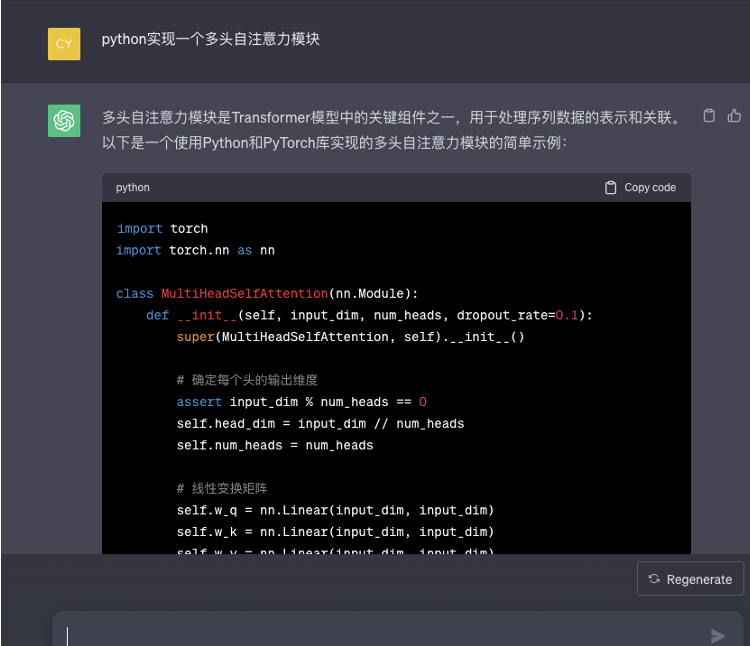 CY
python实现一个多头自注意力模块
多头自注意力模块是Transformer模型中的关键组件之一，用于处理序列数据的表示和关联。
以下是一个使用Python和PyTorch库实现的多头自注意力模块的简单示例：
python Copy code
import torch
import torch.nn as nn
class MultiHeadSelfAttention(nn.Module):
def __init__(self, input_dim, num_heads, dropout_rate=0.1):
super(MultiHeadSelfAttention, self).__init__()
# 确定每个头的输出维度
assert input_dim % num_heads == 0
self.head_dim = input_dim // num_heads
self.num_heads = num_heads
# 线性变换矩阵
self.w_q = nn.Linear(input_dim, input_dim)
self.w_k = nn.Linear(input_dim, input_dim)
self.w_v = nn.Linear(input_dim, input_dim)
Regenerate